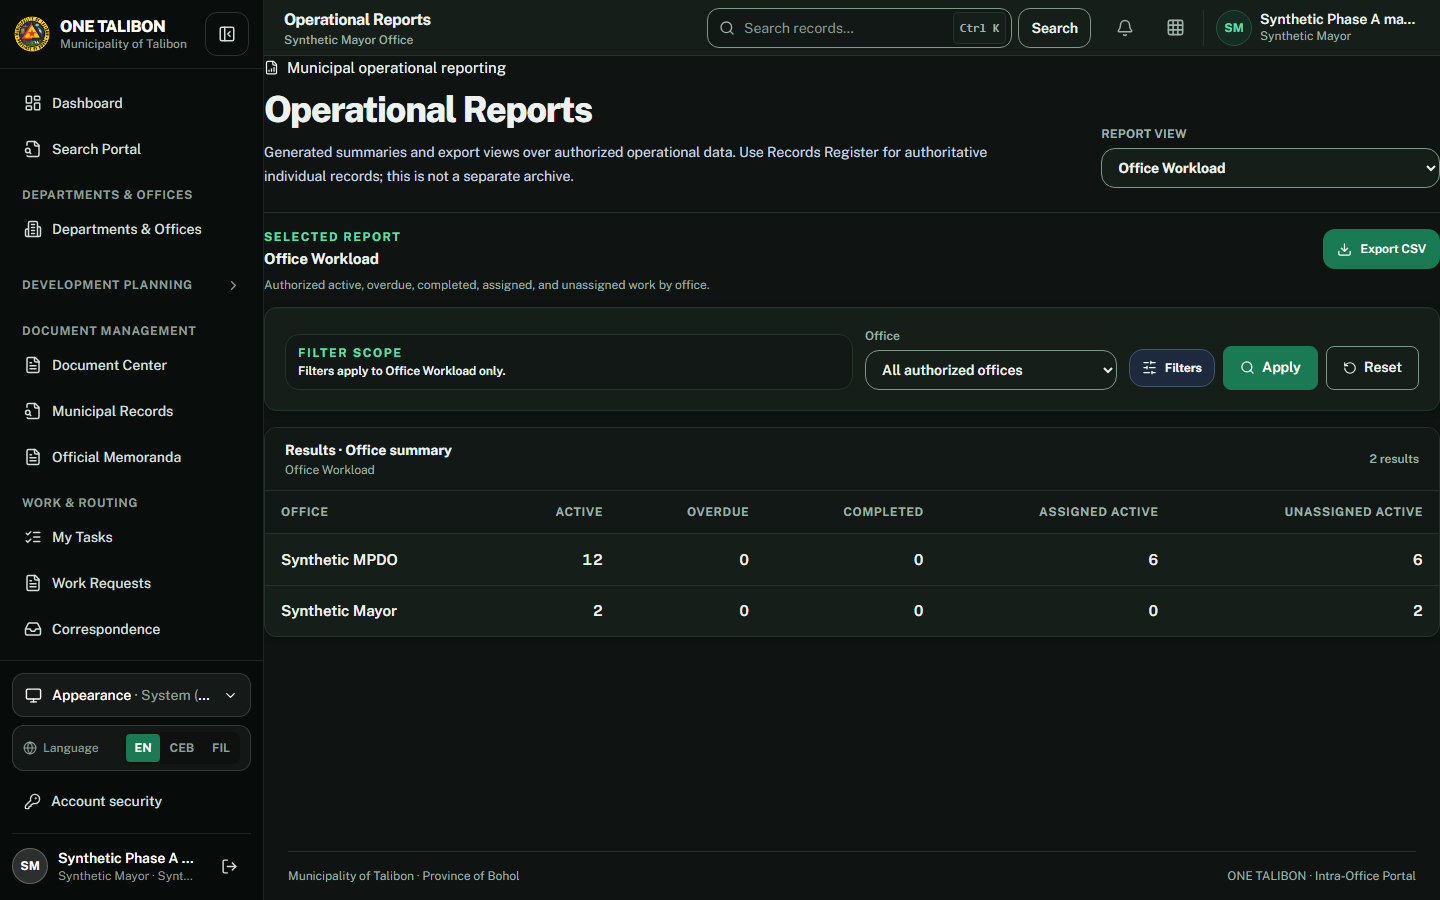 ONE TALIBON
Municipality of Talibon
Dashboard
Search Portal
DEPARTMENTS & OFFICES
Departments & Offices
DEVELOPMENT PLANNING
DOCUMENT MANAGEMENT
Document Center
Municipal Records
Official Memoranda
WORK & ROUTING
My Tasks
Work Requests
Correspondence
Appearance · System (...
Language EN CEB FIL
Account security
SM Synthetic Phase A ...
Synthetic Mayor · Synt...
Operational Reports
Synthetic Mayor Office
Search records... Ctrl K Search
SM Synthetic Phase A ma...
Synthetic Mayor
Municipal operational reporting
Operational Reports
Generated summaries and export views over authorized operational data. Use Records Register for authoritative
individual records; this is not a separate archive.
REPORT VIEW
Office Workload
SELECTED REPORT
Office Workload
Authorized active, overdue, completed, assigned, and unassigned work by office.
Export CSV
FILTER SCOPE
Filters apply to Office Workload only.
Office
All authorized offices
Filters Apply Reset
Results · Office summary
Office Workload
2 results
OFFICE ACTIVE OVERDUE COMPLETED ASSIGNED ACTIVE UNASSIGNED ACTIVE
Synthetic MPDO 12 0 0 6 6
Synthetic Mayor 2 0 0 0 2
Municipality of Talibon · Province of Bohol
ONE TALIBON · Intra-Office Portal